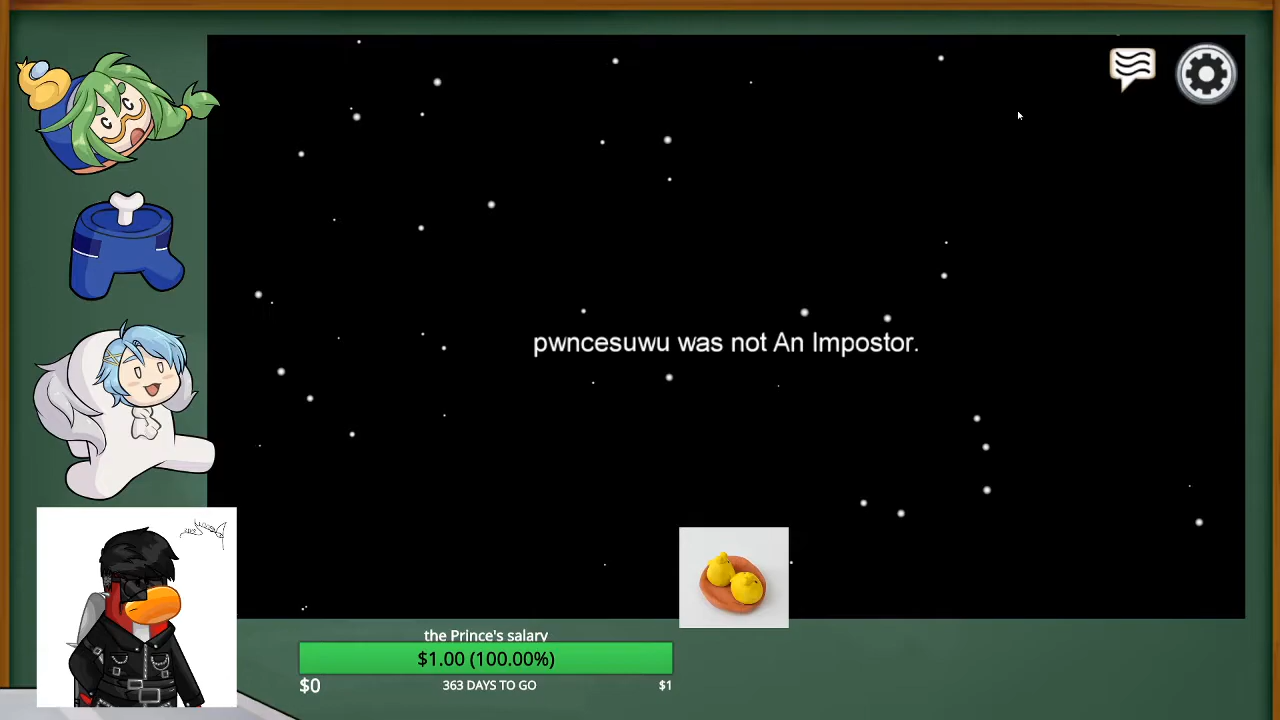 pwncesuwu was not An Impostor.
the Prince's salary
$1.00 (100.00%)
$0 363 DAYS TO GO $1